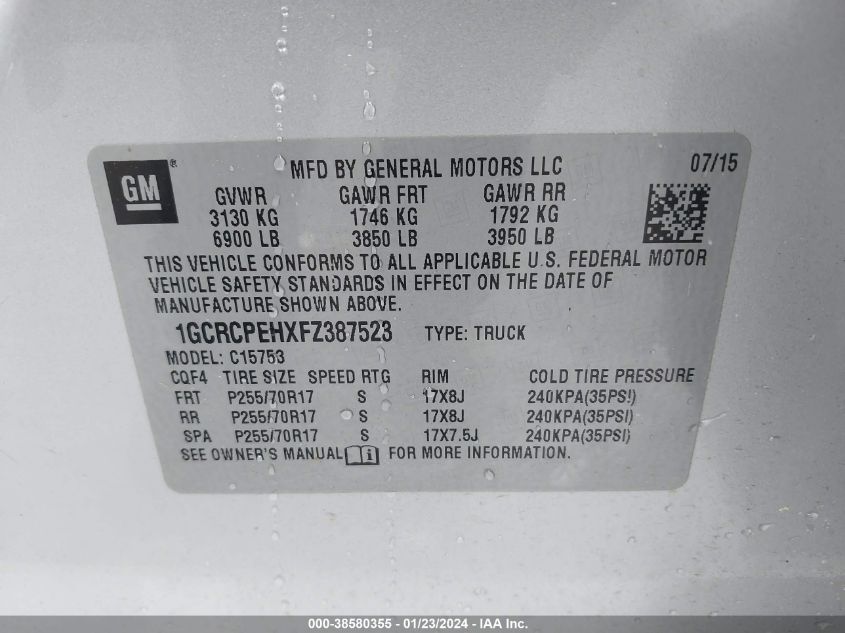 GM®
MFD BY GENERAL MOTORS LLC 07/15
GVWR GAWR FRT GAWR RR
3130 KG 1746 KG 1792 KG
6900 LB 3850 LB 3950 LB
THIS VEHICLE CONFORMS TO ALL APPLICABLE U.S. FEDERAL MOTOR
VEHICLE SAFETY STANDARDS IN EFFECT ON THE DATE OF
MANUFACTURE SHOWN ABOVE.
1GCRCPEHXFZ387523 TYPE: TRUCK
MODEL: C15753
CQF4 TIRE SIZE SPEED RTG RIM COLD TIRE PRESSURE
FRT P255/70R17 S 17X8J 240KPA(35PSI)
RR P255/70R17 S 17X8J 240KPA(35PSI)
SPA P255/70R17 S 17X7.5J 240KPA(35PSI)
SEE OWNER'S MANUAL i FOR MORE INFORMATION.
000-38580355 - 01/23/2024 - IAA Inc.